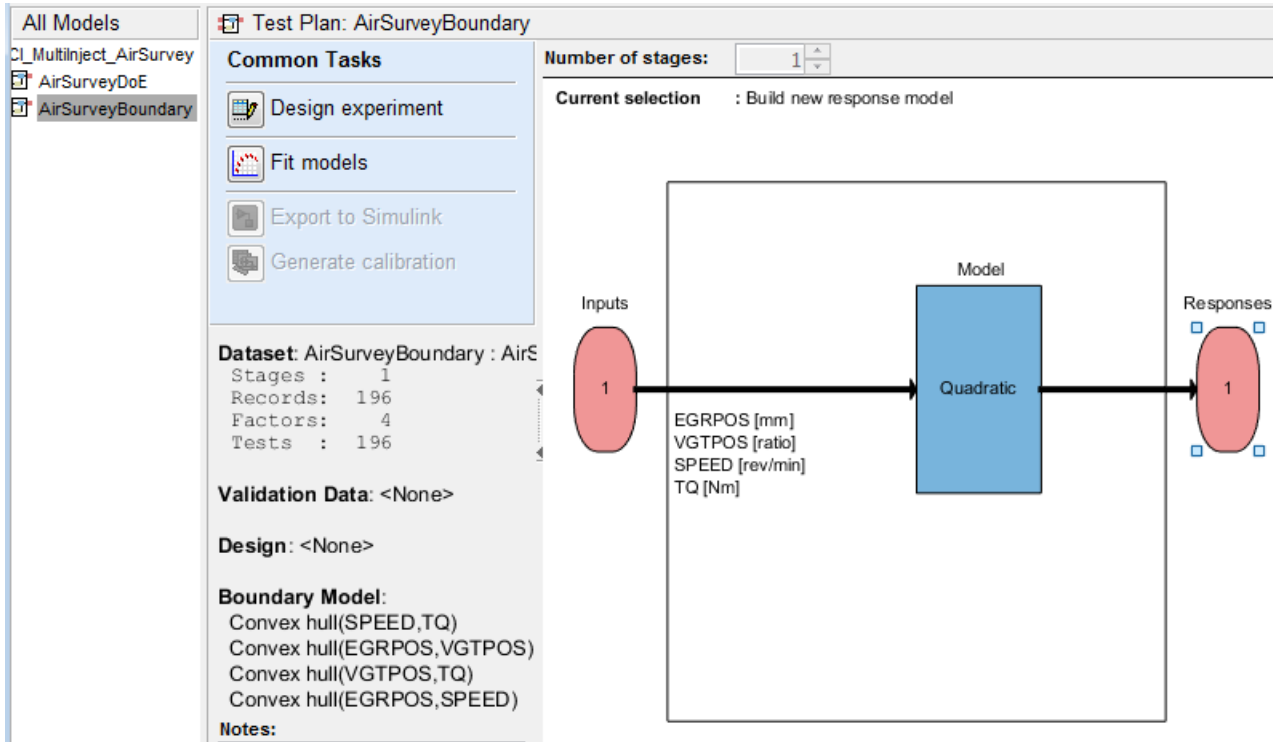 All Models
CI_MultiInject_AirSurvey
AirSurveyDoE
AirSurveyBoundary
Test Plan: AirSurveyBoundary
Common Tasks
Design experiment
Fit models
Export to Simulink
Generate calibration
Dataset: AirSurveyBoundary : AirS
Stages : 1
Records: 196
Factors: 4
Tests : 196
Validation Data: <None>
Design: <None>
Boundary Model:
Convex hull(SPEED,TQ)
Convex hull(EGRPOS,VGTPOS)
Convex hull(VGTPOS,TQ)
Convex hull(EGRPOS,SPEED)
Notes:
Number of stages: 1
Current selection : Build new response model
Inputs
1
EGRPOS [mm]
VGTPOS [ratio]
SPEED [rev/min]
TQ [Nm]
Model
Quadratic
Responses
1